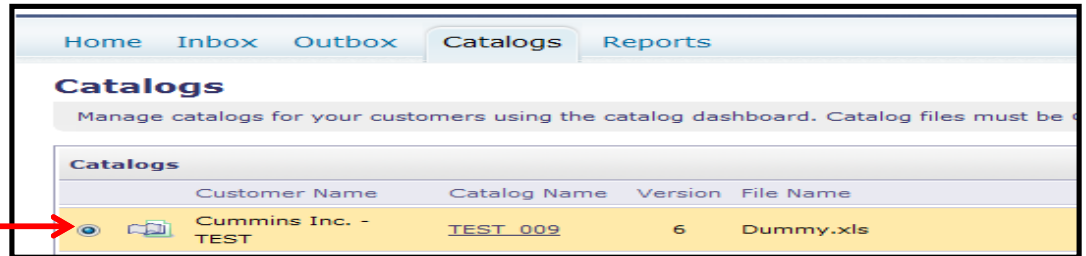 Home Inbox Outbox Catalogs Reports
Catalogs
Manage catalogs for your customers using the catalog dashboard. Catalog files must be
Catalogs
Customer Name Catalog Name Version File Name
Cummins Inc. - TEST TEST_009 6 Dummy.xls